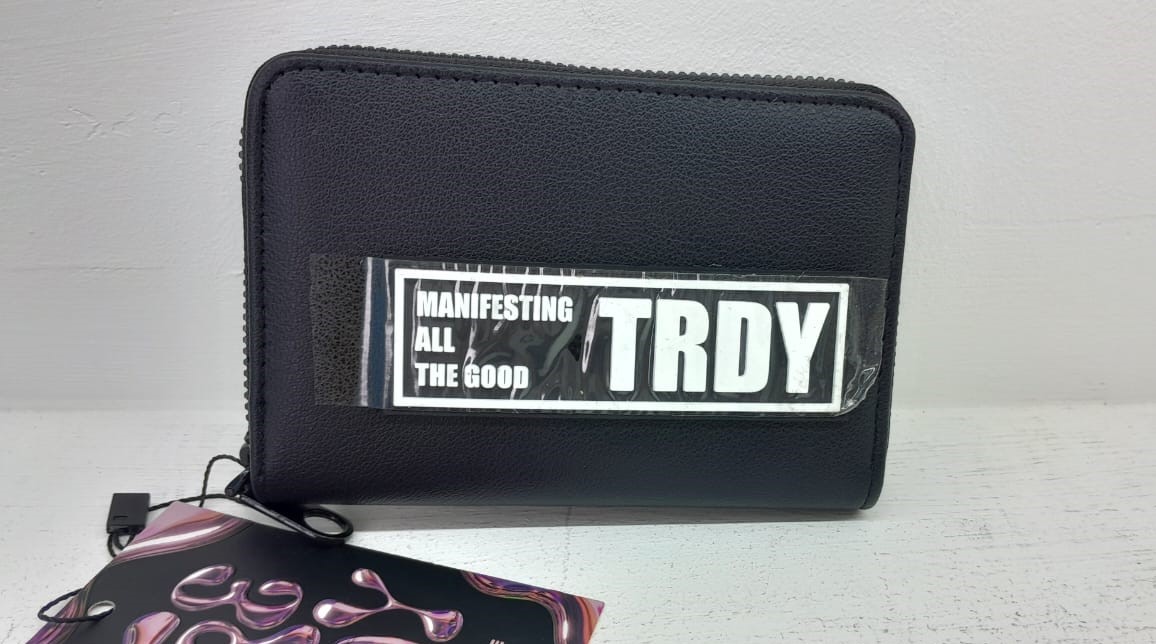 MANIFESTING
ALL
THE GOOD
TRDY